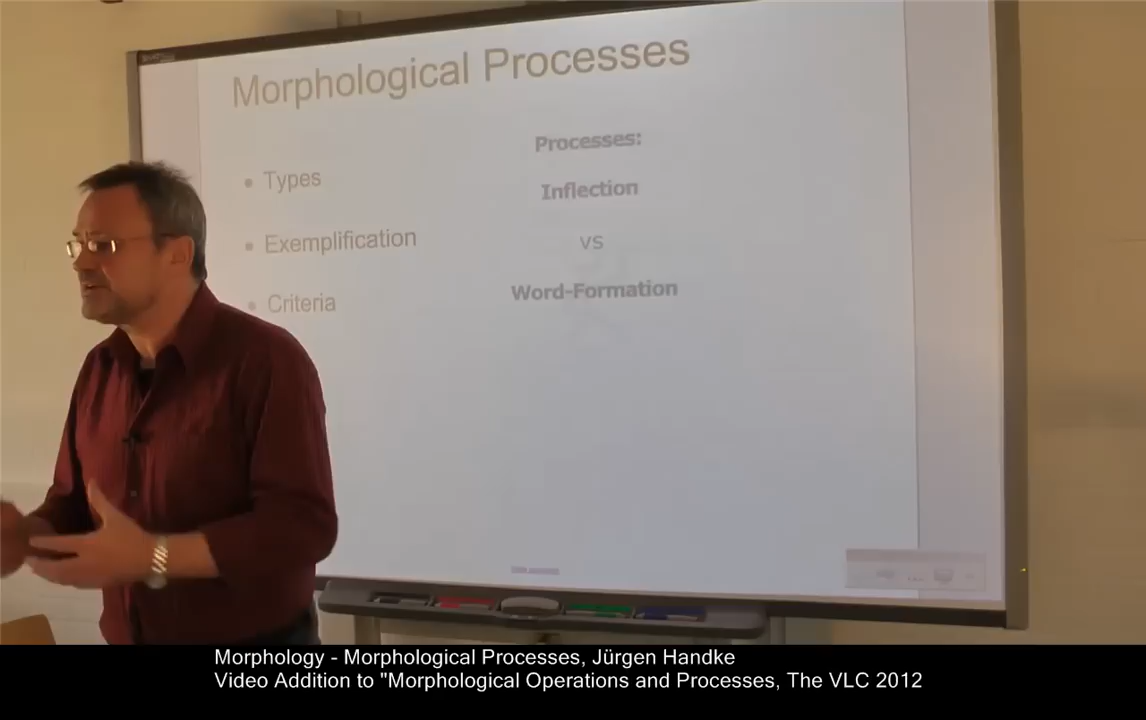 Morphological Processes
• Types
• Exemplification
• Criteria
Processes:
Inflection
vs
Word-Formation
Morphology - Morphological Processes, Jürgen Handke
Video Addition to "Morphological Operations and Processes, The VLC 2012